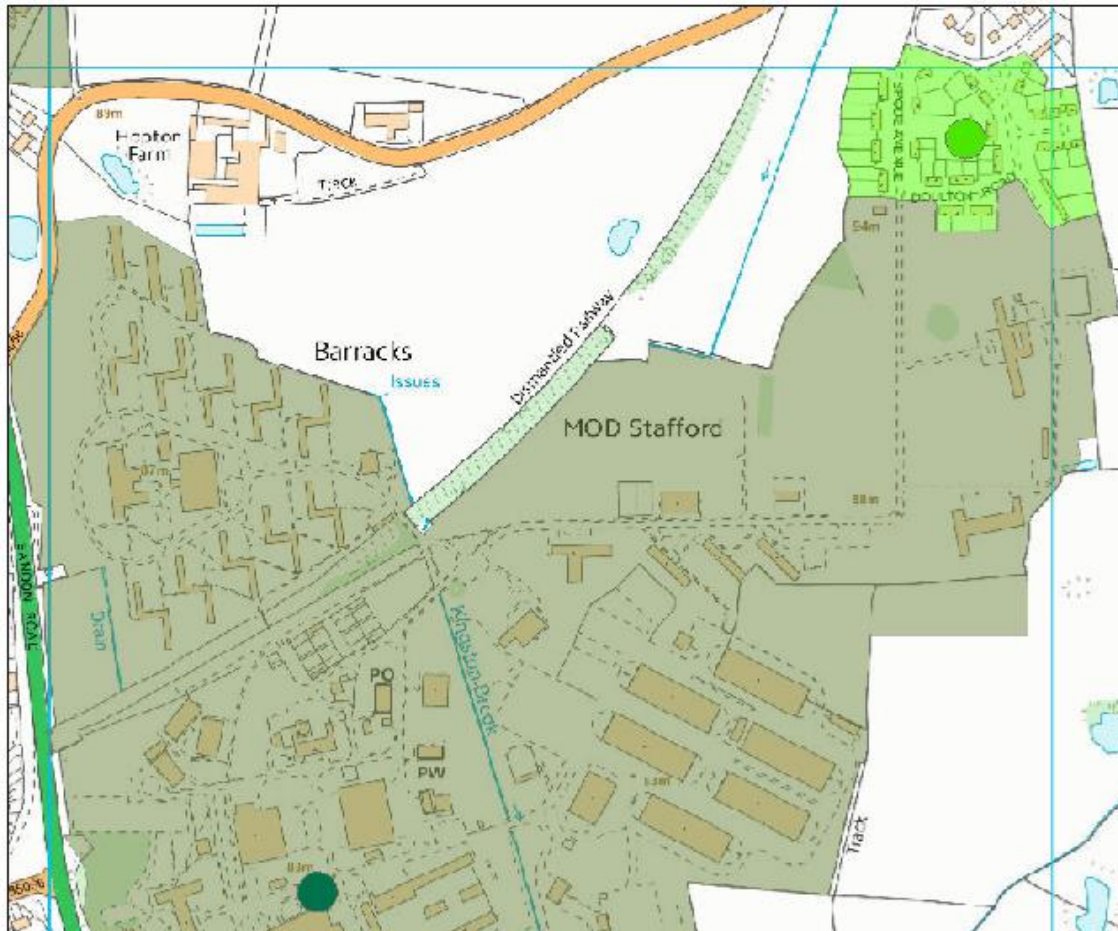 89m
Hopton
Farm
Track
SPODE AVENUE
DOULTON ROAD
94m
Dismantled Railway
Barracks
Issues
MOD Stafford
87m
88m
SANDON ROAD
Drain
Kingston Brook
PO
PW
Track